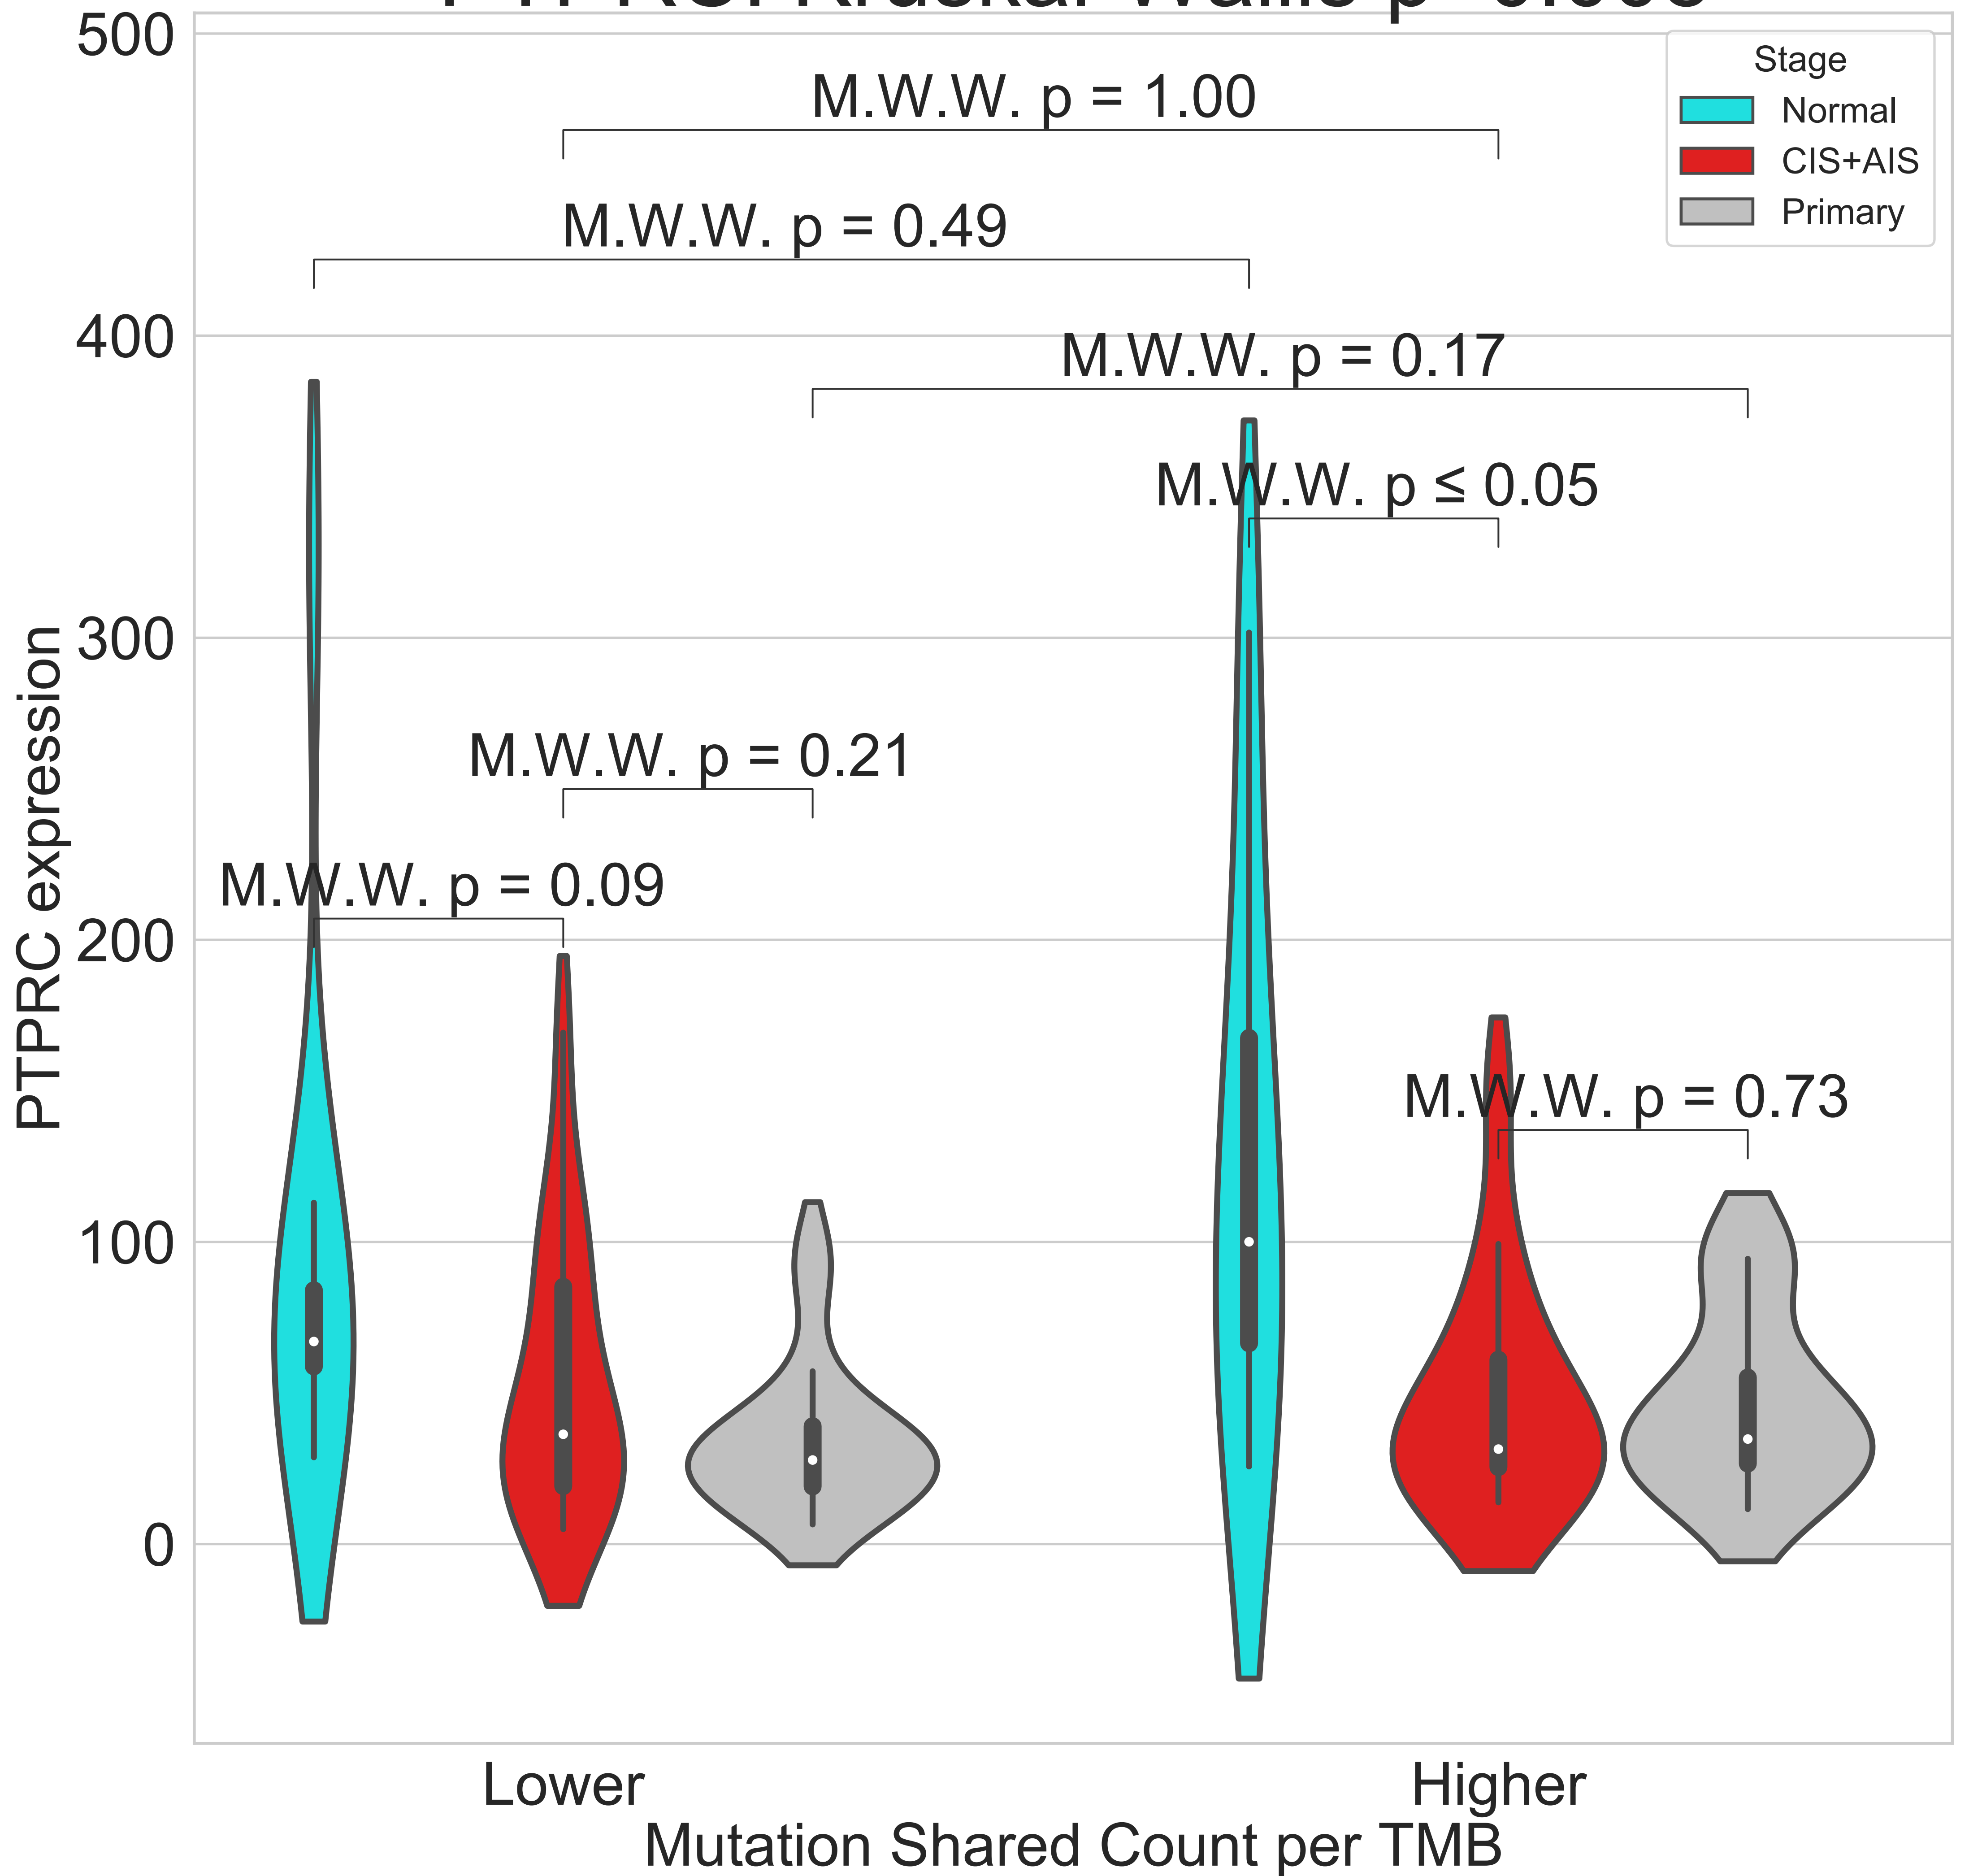 500
400
300
200
100
0
PTPRC expression
Stage
Normal
CIS+AIS
Primary
M.W.W. p = 1.00
M.W.W. p = 0.49
M.W.W. p = 0.17
M.W.W. p ≤ 0.05
M.W.W. p = 0.21
M.W.W. p = 0.09
M.W.W. p = 0.73
Lower
Higher
Mutation Shared Count per TMB